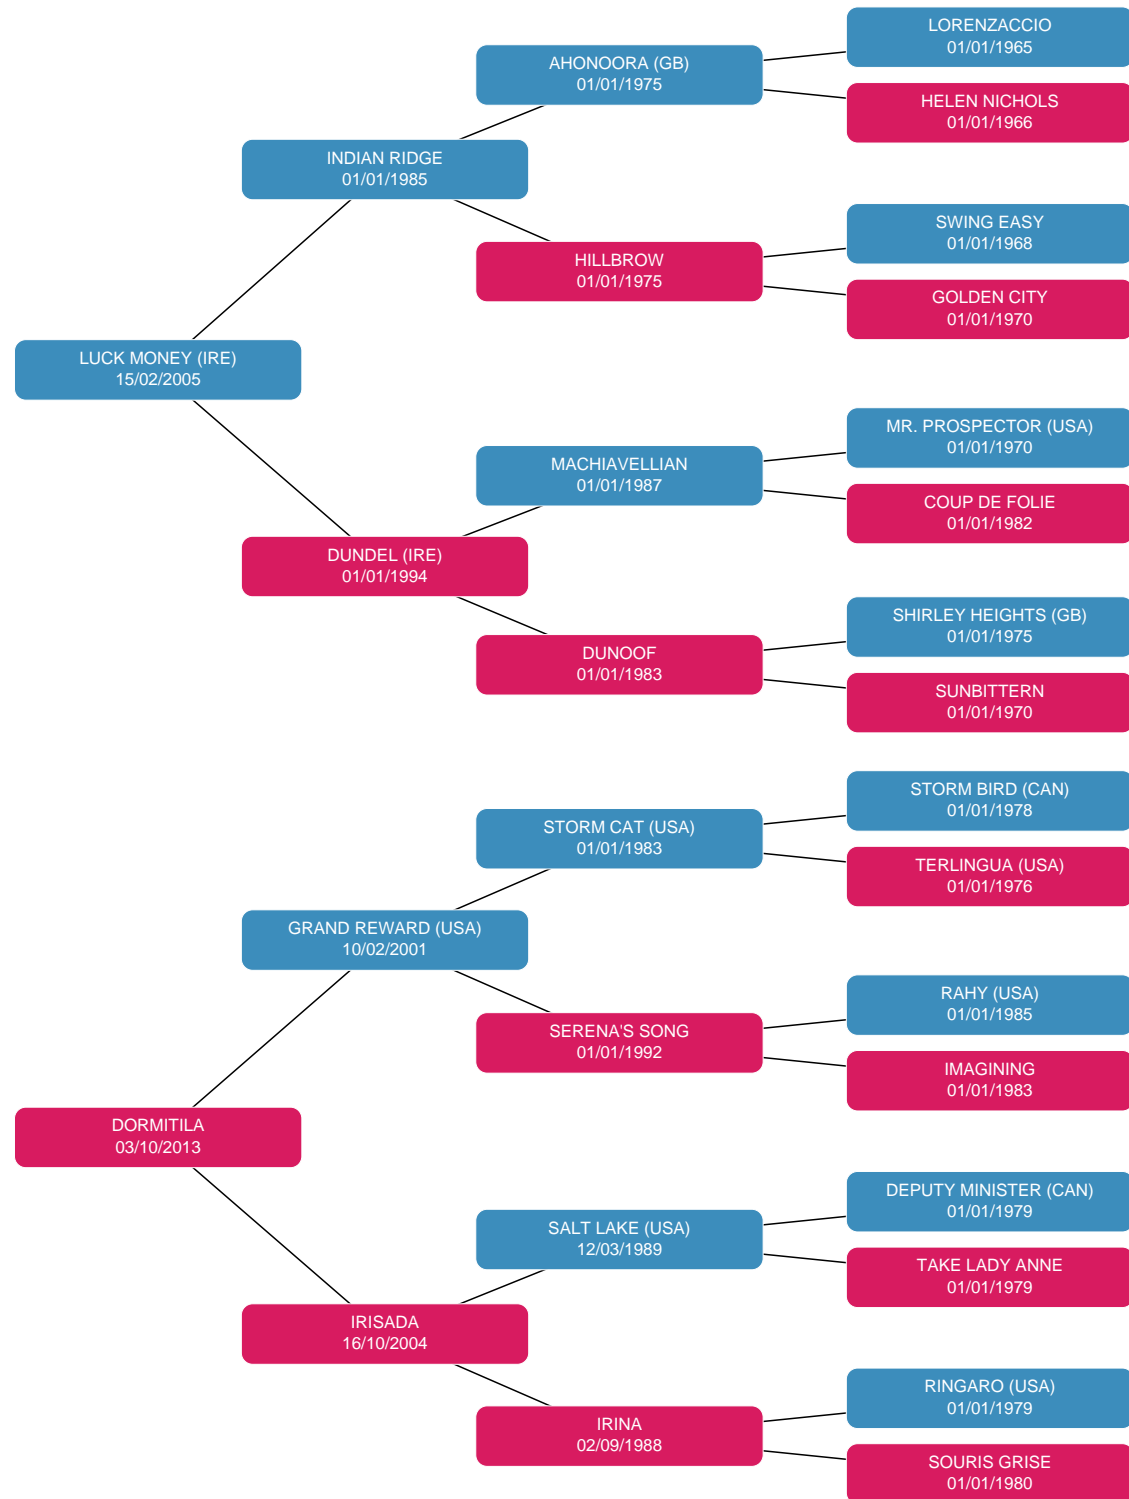 LORENZACCIO
01/01/1965
AHONOORA (GB)
01/01/1975
HELEN NICHOLS
01/01/1966
INDIAN RIDGE
01/01/1985
SWING EASY
01/01/1968
HILLBROW
01/01/1975
GOLDEN CITY
01/01/1970
LUCK MONEY (IRE)
15/02/2005
MR. PROSPECTOR (USA)
01/01/1970
MACHIAVELLIAN
01/01/1987
COUP DE FOLIE
01/01/1982
DUNDEL (IRE)
01/01/1994
SHIRLEY HEIGHTS (GB)
01/01/1975
DUNOOF
01/01/1983
SUNBITTERN
01/01/1970
STORM BIRD (CAN)
01/01/1978
STORM CAT (USA)
01/01/1983
TERLINGUA (USA)
01/01/1976
GRAND REWARD (USA)
10/02/2001
RAHY (USA)
01/01/1985
SERENA'S SONG
01/01/1992
IMAGINING
01/01/1983
DORMITILA
03/10/2013
DEPUTY MINISTER (CAN)
01/01/1979
SALT LAKE (USA)
12/03/1989
TAKE LADY ANNE
01/01/1979
IRISADA
16/10/2004
RINGARO (USA)
01/01/1979
IRINA
02/09/1988
SOURIS GRISE
01/01/1980